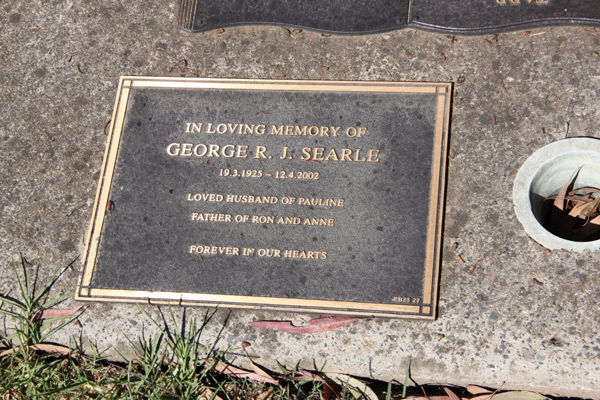 IN LOVING MEMORY OF
GEORGE R. J. SEARLE
19.3.1925 – 12.4.2002
LOVED HUSBAND OF PAULINE
FATHER OF RON AND ANNE
FOREVER IN OUR HEARTS